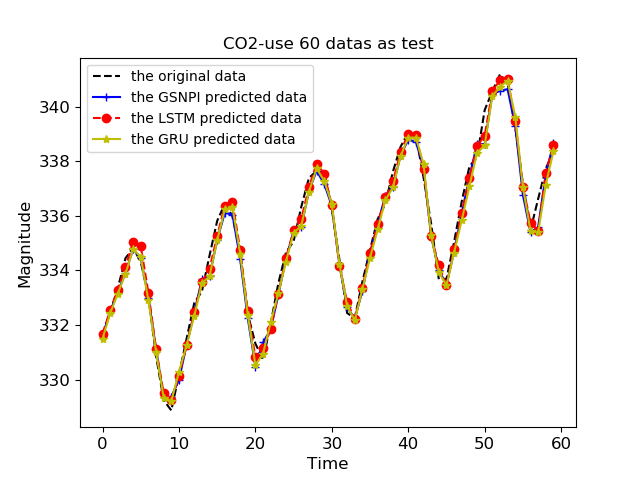 CO2-use 60 datas as test
the original data
the GSNPI predicted data
the LSTM predicted data
the GRU predicted data
Magnitude
340
338
336
334
332
330
0 10 20 30 40 50 60
Time